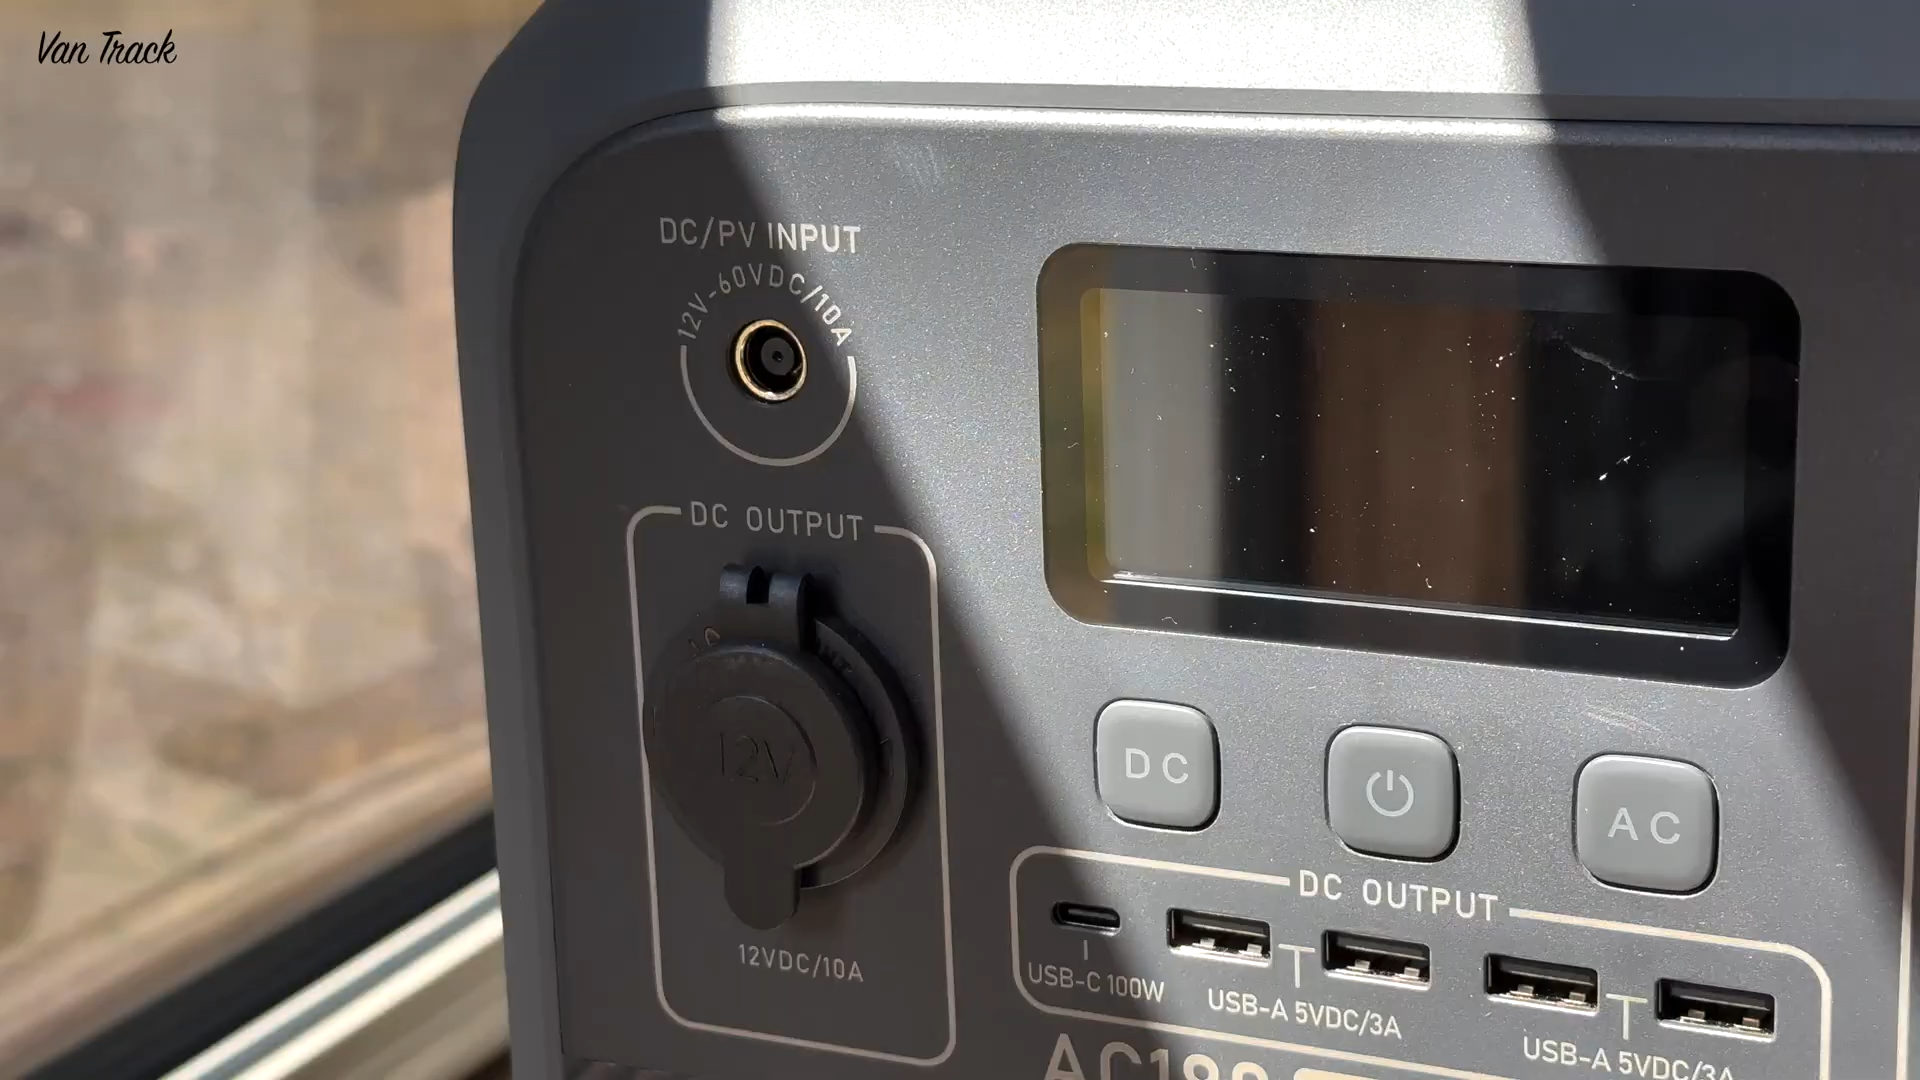 Van Track
DC/PV INPUT
12V-60VDC/10A
DC OUTPUT
12V
12VDC/10A
DC
AC
DC OUTPUT
USB-C 100W
USB-A 5VDC/3A
USB-A 5VDC/3A